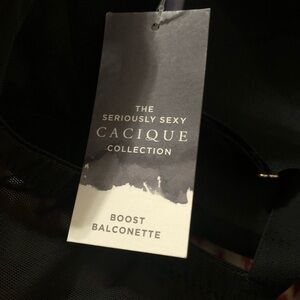 THE
SERIOUSLY SEXY
CACIQUE
COLLECTION
BOOST
BALCONETTE